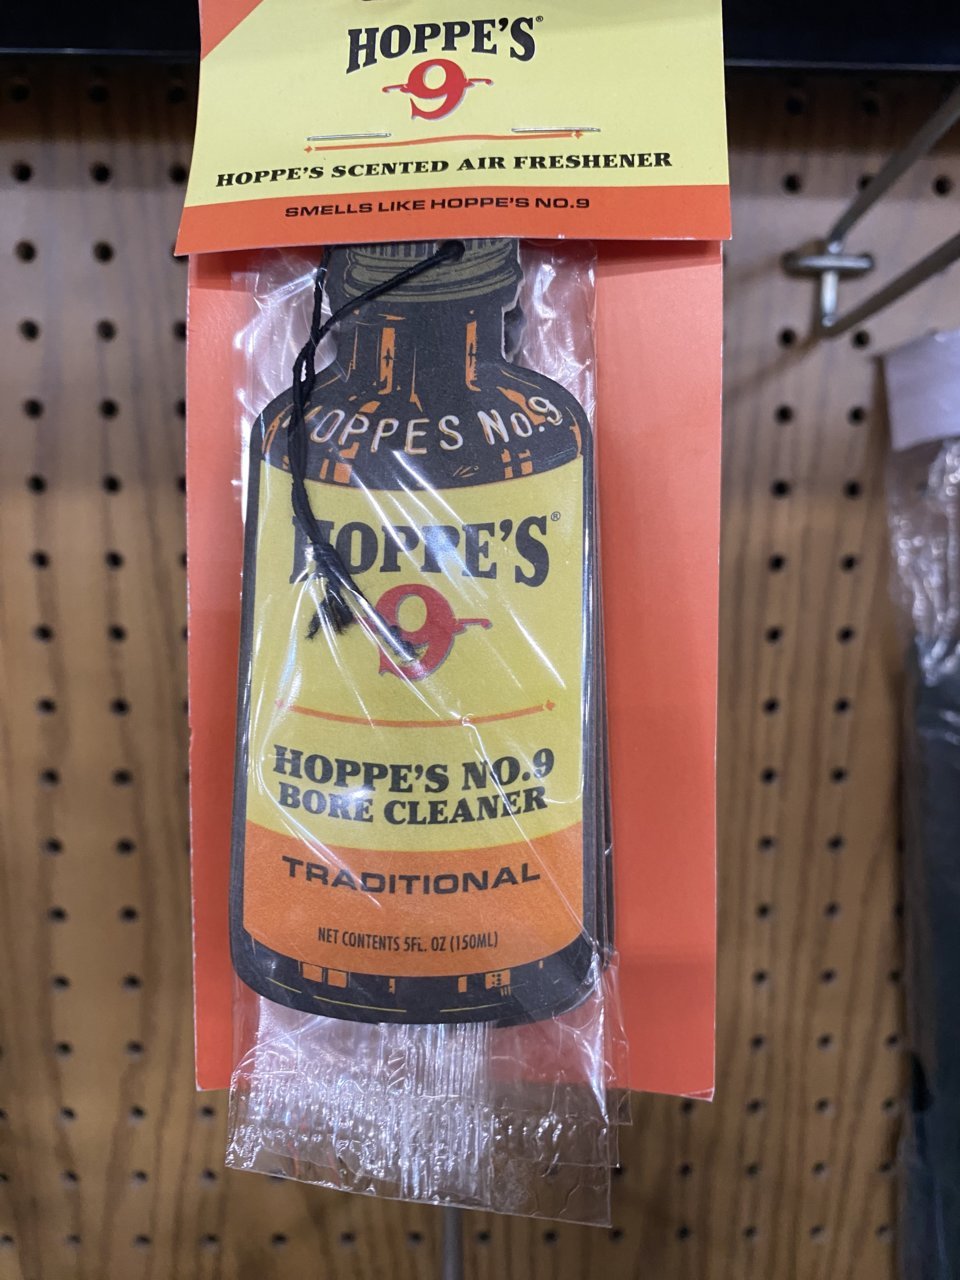 HOPPE'S®
9
HOPPE'S SCENTED AIR FRESHENER
SMELLS LIKE HOPPE'S NO.9
HOPPES No.9
HOPPE'S®
9
HOPPE'S NO.9
BORE CLEANER
TRADITIONAL
NET CONTENTS 5FL. OZ (150ML)